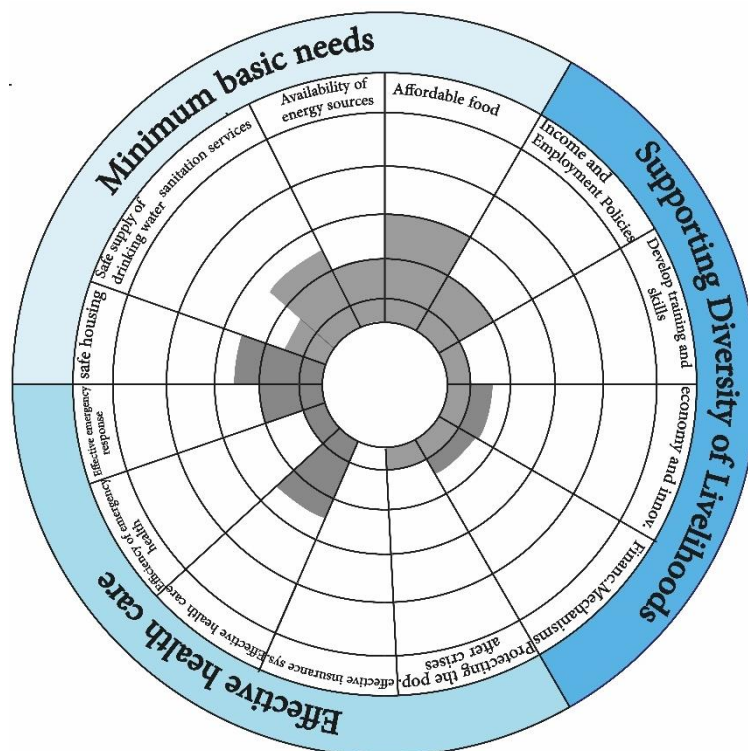 Minimum basic needs
Availability of
energy sources
Affordable food
Income and
Employment Policies
Supporting Diversity of Livelihoods
Develop training and
skills
economy and innov.
Financ.Mechanisms
Protecting the pop.
after crises
effective insurance sys.
Effective health care
Efficiency of emergency
health
Effective emergency
response
Effective health care
safe housing
Safe supply of
drinking water
sanitation services